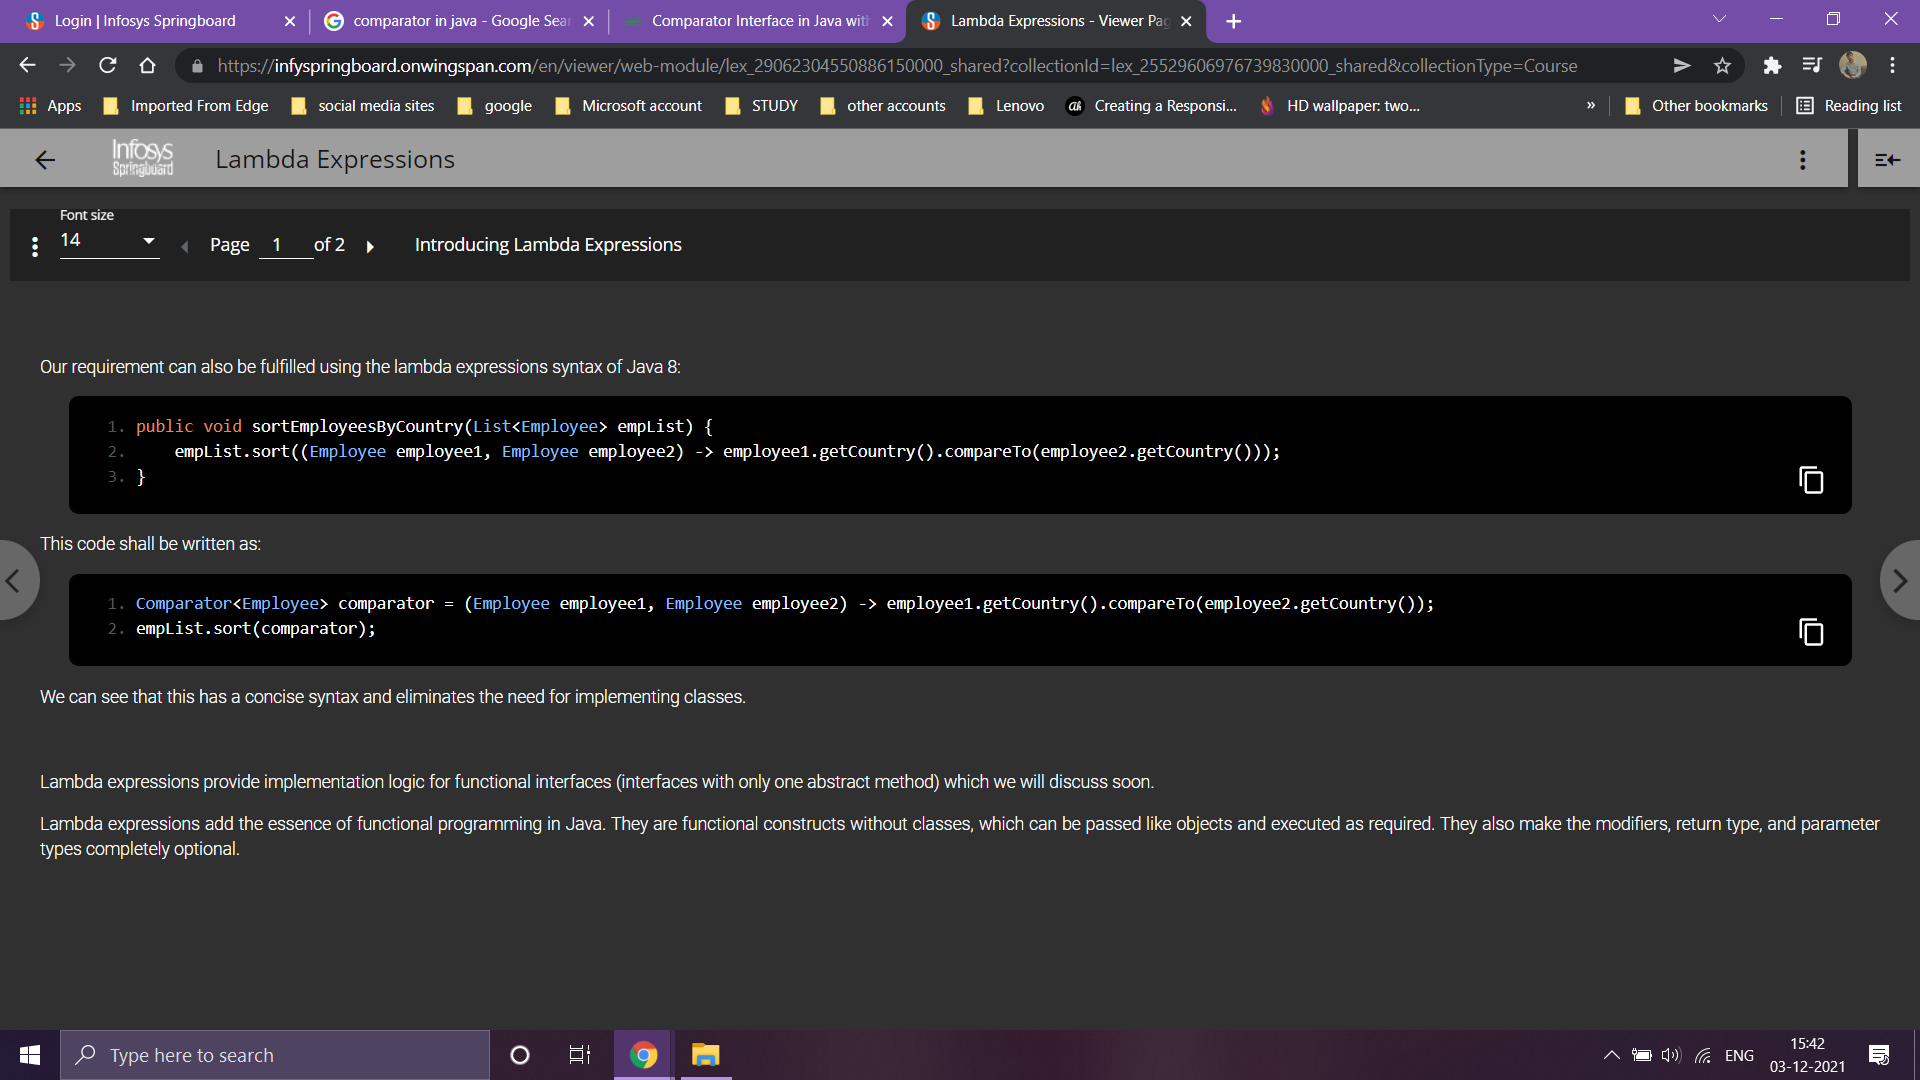 Login | Infosys Springboard
comparator in java - Google Sear
Comparator Interface in Java with
Lambda Expressions - Viewer Pag
https://infyspringboard.onwingspan.com/en/viewer/web-module/lex_29062304550886150000_shared?collectionId=lex_25529606976739830000_shared&collectionType=Course
Apps
Imported From Edge
social media sites
google
Microsoft account
STUDY
other accounts
Lenovo
Creating a Responsi...
HD wallpaper: two...
»
Other bookmarks
Reading list
Infosys
Springboard
Lambda Expressions
Font size
14
Page 1 of 2
Introducing Lambda Expressions
Our requirement can also be fulfilled using the lambda expressions syntax of Java 8:
1. public void sortEmployeesByCountry(List<Employee> empList) {
2. empList.sort((Employee employee1, Employee employee2) -> employee1.getCountry().compareTo(employee2.getCountry()));
3. }
This code shall be written as:
1. Comparator<Employee> comparator = (Employee employee1, Employee employee2) -> employee1.getCountry().compareTo(employee2.getCountry());
2. empList.sort(comparator);
We can see that this has a concise syntax and eliminates the need for implementing classes.
Lambda expressions provide implementation logic for functional interfaces (interfaces with only one abstract method) which we will discuss soon.
Lambda expressions add the essence of functional programming in Java. They are functional constructs without classes, which can be passed like objects and executed as required. They also make the modifiers, return type, and parameter
types completely optional.
Type here to search
ENG
15:42
03-12-2021